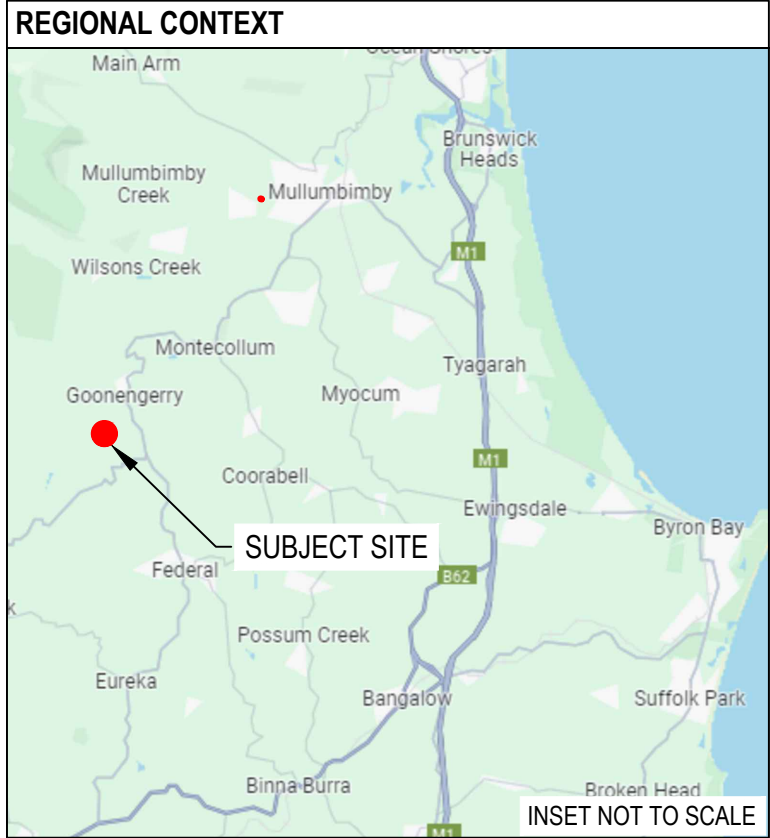 REGIONAL CONTEXT
Ocean Shores
Main Arm
Brunswick
Heads
Mullumbimby
Creek
Mullumbimby
M1
Wilsons Creek
Montecollum
Tyagarah
Goonengerry
Myocum
M1
Coorabell
Ewingsdale
Byron Bay
SUBJECT SITE
Federal
B62
k
Possum Creek
Eureka
Bangalow
Suffolk Park
Binna Burra
Broken Head
INSET NOT TO SCALE
M1